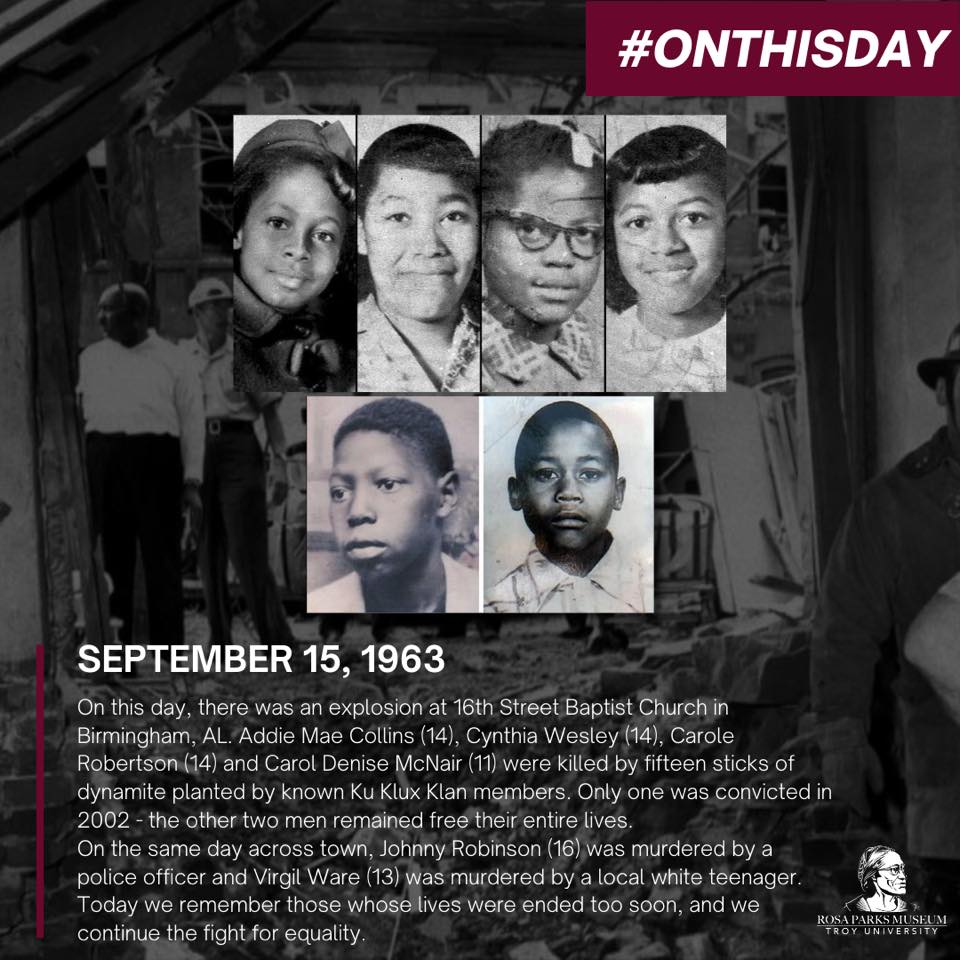 #ONTHISDAY
SEPTEMBER 15, 1963
On this day, there was an explosion at 16th Street Baptist Church in
Birmingham, AL. Addie Mae Collins (14), Cynthia Wesley (14), Carole
Robertson (14) and Carol Denise McNair (11) were killed by fifteen sticks of
dynamite planted by known Ku Klux Klan members. Only one was convicted in
2002 - the other two men remained free their entire lives.
On the same day across town, Johnny Robinson (16) was murdered by a
police officer and Virgil Ware (13) was murdered by a local white teenager.
Today we remember those whose lives were ended too soon, and we
continue the fight for equality.
ROSA PARKS MUSEUM
TROY UNIVERSITY